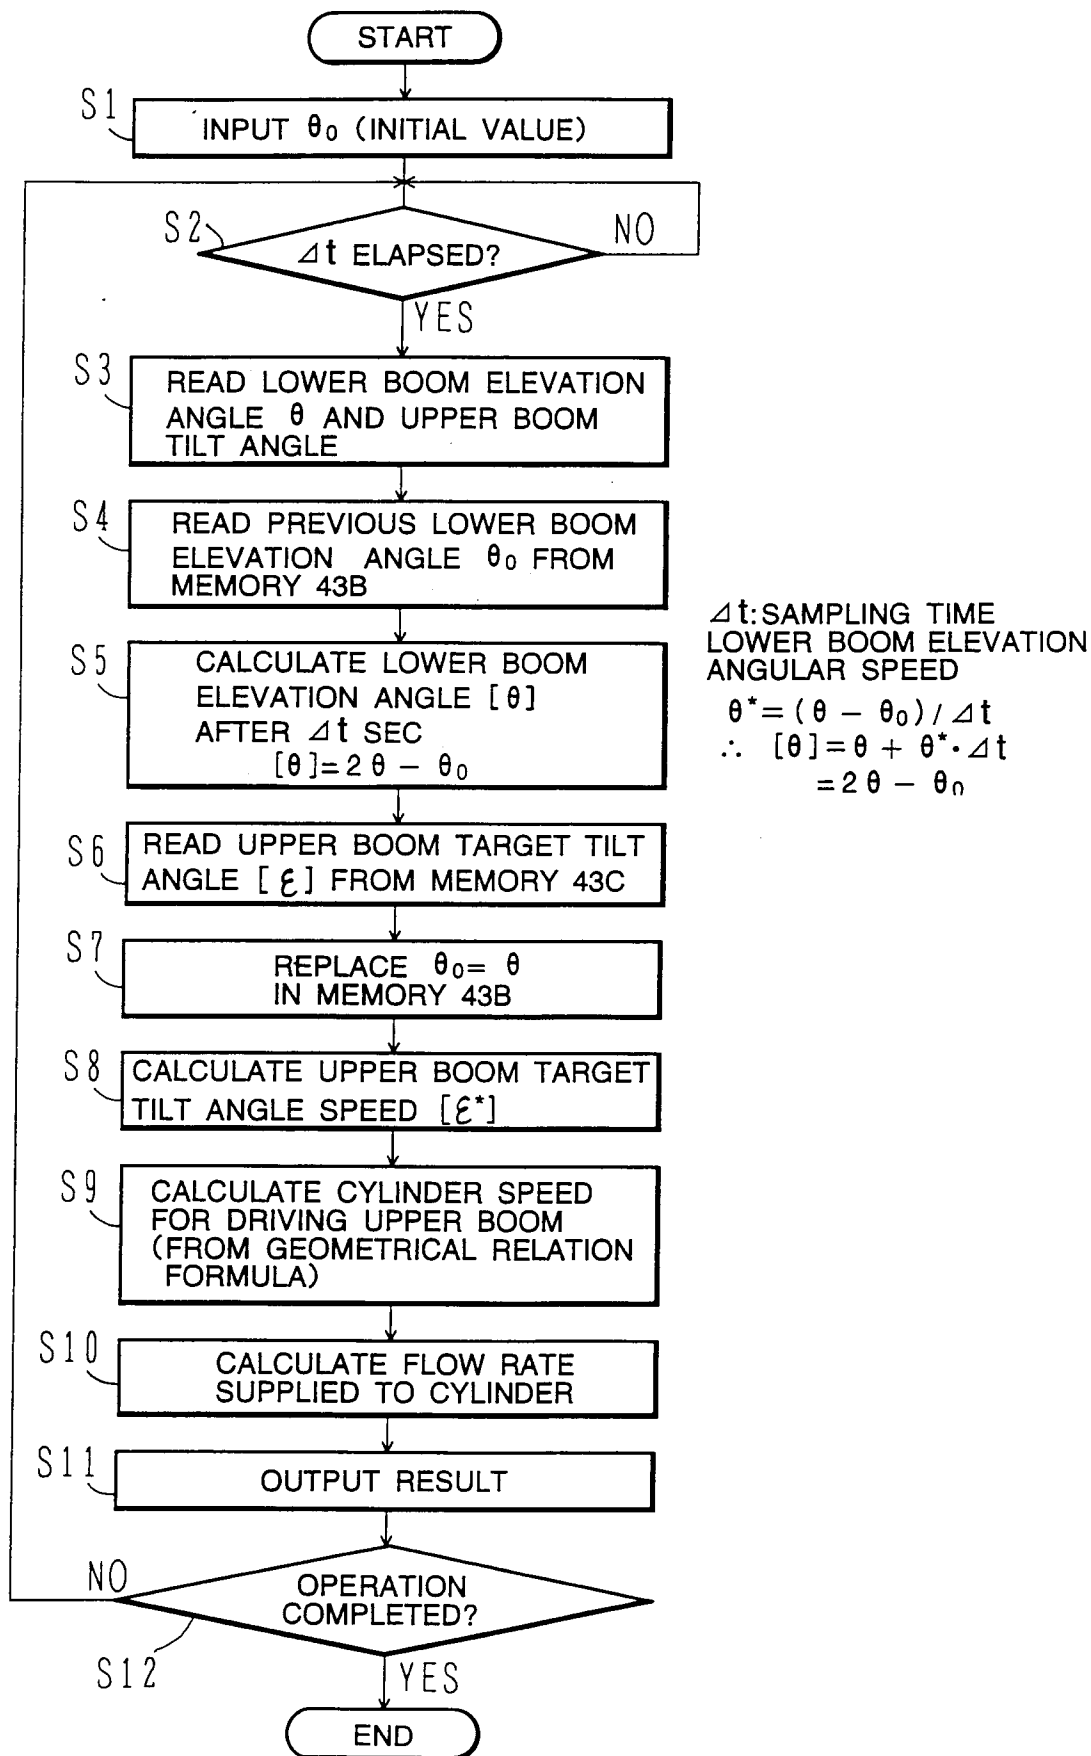 START
S1
INPUT θ₀ (INITIAL VALUE)
S2
⊿t ELAPSED?
NO
YES
S3
READ LOWER BOOM ELEVATION
ANGLE θ AND UPPER BOOM
TILT ANGLE
S4
READ PREVIOUS LOWER BOOM
ELEVATION ANGLE θ₀ FROM
MEMORY 43B
S5
CALCULATE LOWER BOOM
ELEVATION ANGLE [θ]
AFTER ⊿t SEC
[θ]=2θ − θ₀
⊿t:SAMPLING TIME
LOWER BOOM ELEVATION
ANGULAR SPEED
θ*=(θ − θ₀)/⊿t
∴ [θ]=θ + θ*·⊿t
=2θ − θ₀
S6
READ UPPER BOOM TARGET TILT
ANGLE [ε] FROM MEMORY 43C
S7
REPLACE θ₀= θ
IN MEMORY 43B
S8
CALCULATE UPPER BOOM TARGET
TILT ANGLE SPEED [ε*]
S9
CALCULATE CYLINDER SPEED
FOR DRIVING UPPER BOOM
(FROM GEOMETRICAL RELATION
FORMULA)
S10
CALCULATE FLOW RATE
SUPPLIED TO CYLINDER
S11
OUTPUT RESULT
NO
OPERATION
COMPLETED?
S12
YES
END